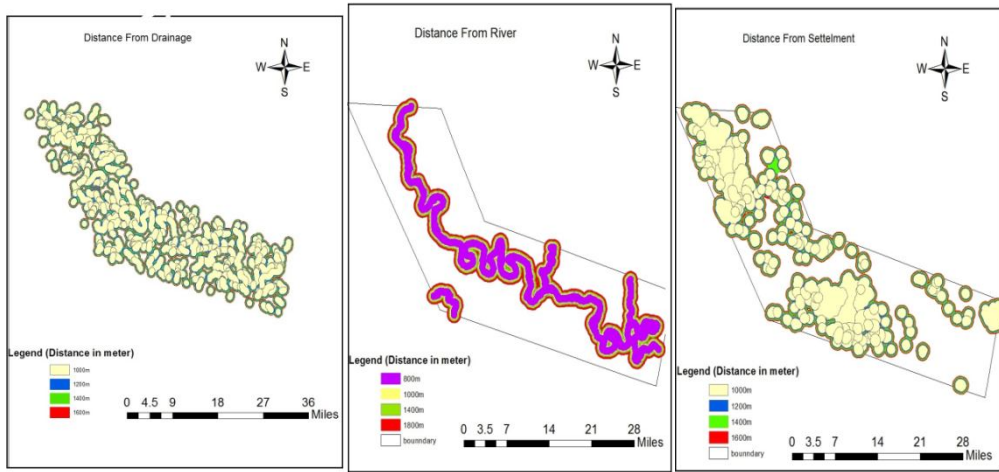 Distance From Drainage
N
W E
S
Legend (Distance in meter)
1000m
1200m
1400m
1600m
0 4.5 9 18 27 36
Miles
Distance From River
N
W E
S
Legend (Distance in meter)
800m
1000m
1400m
1800m
bounndary
0 3.5 7 14 21 28
Miles
Distance From Settelment
N
W E
S
Legend (Distance in meter)
1000m
1200m
1400m
1600m
bounndary
0 3.5 7 14 21 28
Miles